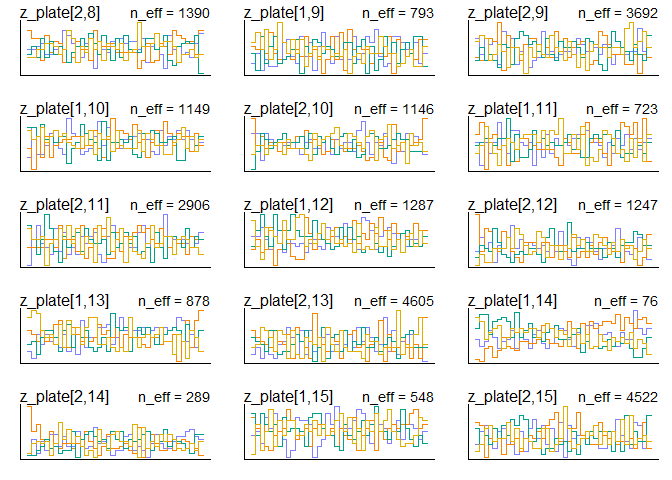 z_plate[2,8] n_eff = 1390 z_plate[1,9] n_eff = 793 z_plate[2,9] n_eff = 3692
z_plate[1,10] n_eff = 1149 z_plate[2,10] n_eff = 1146 z_plate[1,11] n_eff = 723
z_plate[2,11] n_eff = 2906 z_plate[1,12] n_eff = 1287 z_plate[2,12] n_eff = 1247
z_plate[1,13] n_eff = 878 z_plate[2,13] n_eff = 4605 z_plate[1,14] n_eff = 76
z_plate[2,14] n_eff = 289 z_plate[1,15] n_eff = 548 z_plate[2,15] n_eff = 4522